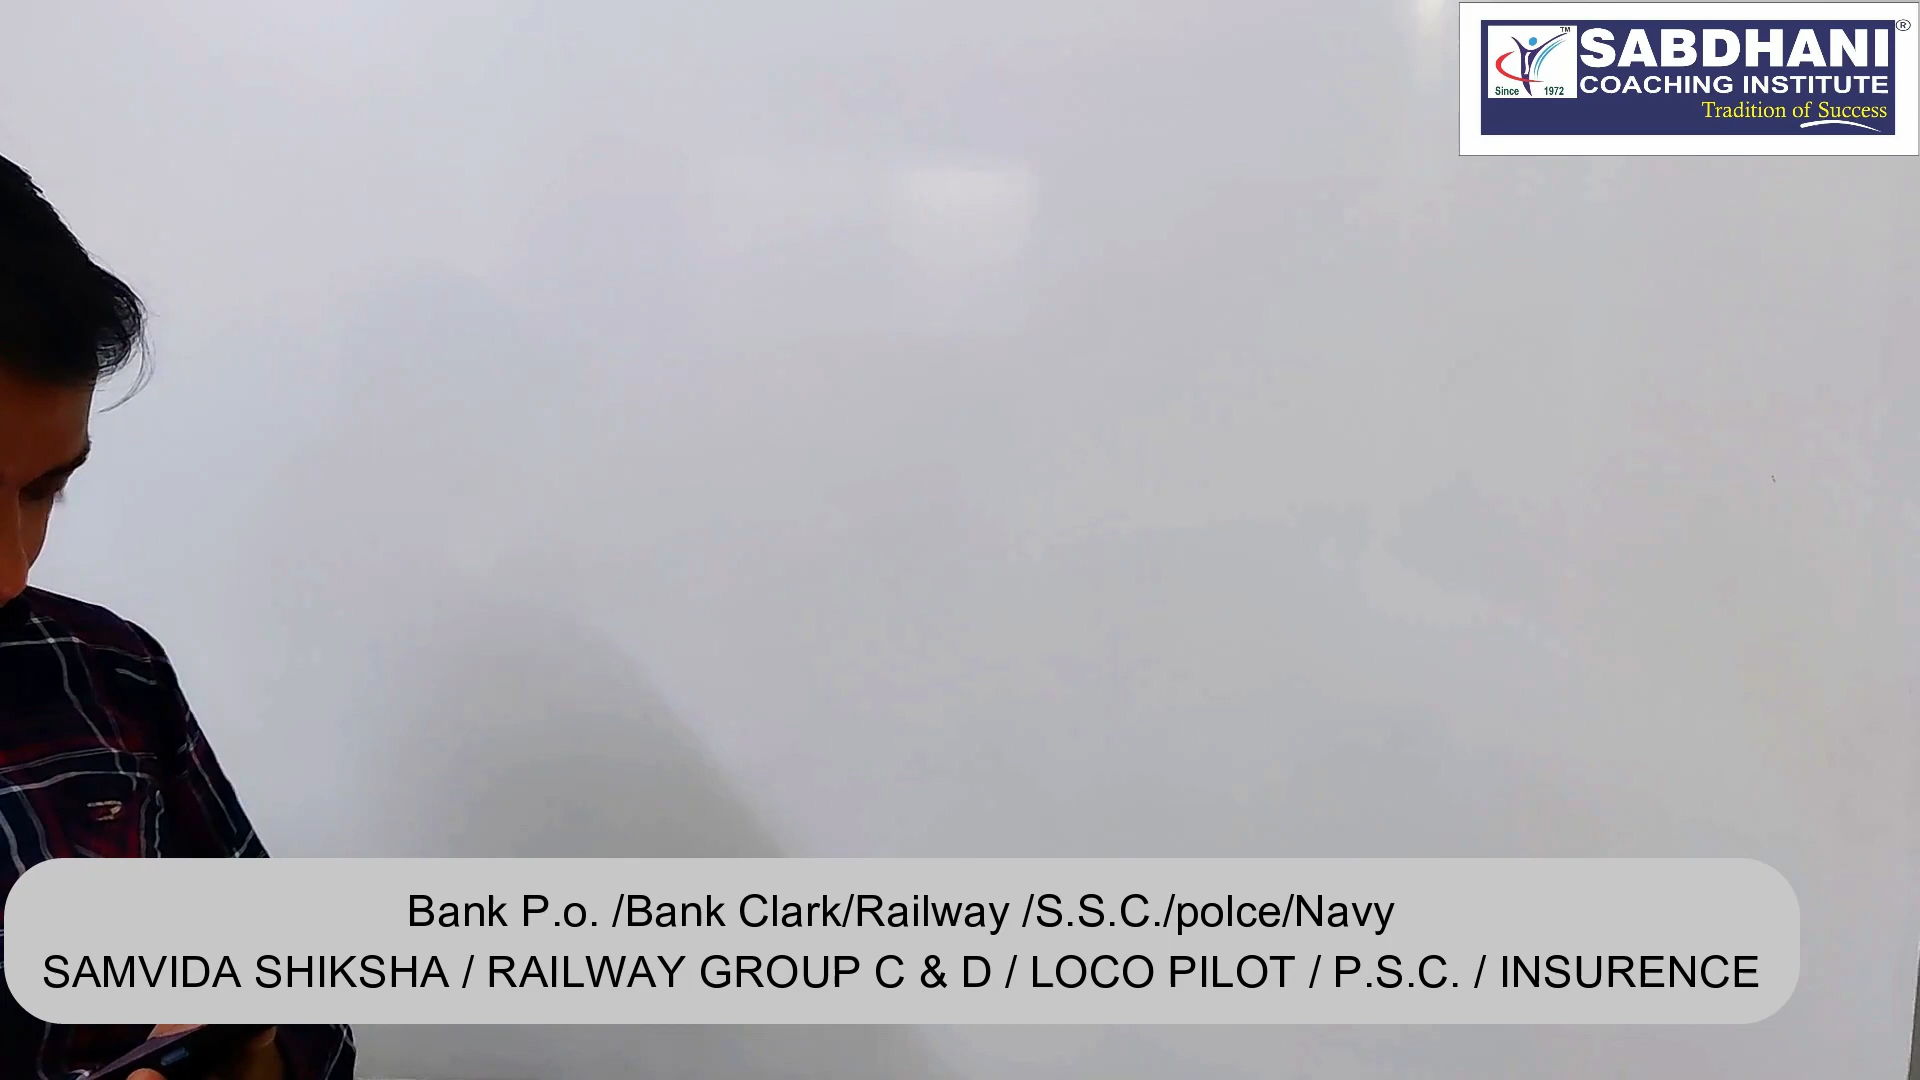 SABDHANI ®
COACHING INSTITUTE
Tradition of Success
TM
Since 1972
Bank P.o. /Bank Clark/Railway /S.S.C./polce/Navy
SAMVIDA SHIKSHA / RAILWAY GROUP C & D / LOCO PILOT / P.S.C. / INSURENCE